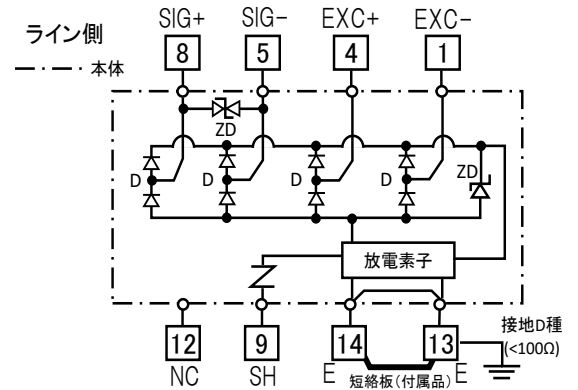 ライン側
本体
SIG+ SIG- EXC+ EXC-
8 5 4 1
ZD
D D D D ZD
放電素子
接地D種
(<100Ω)
12 9 14 13
NC SH E 短絡板(付属品) E